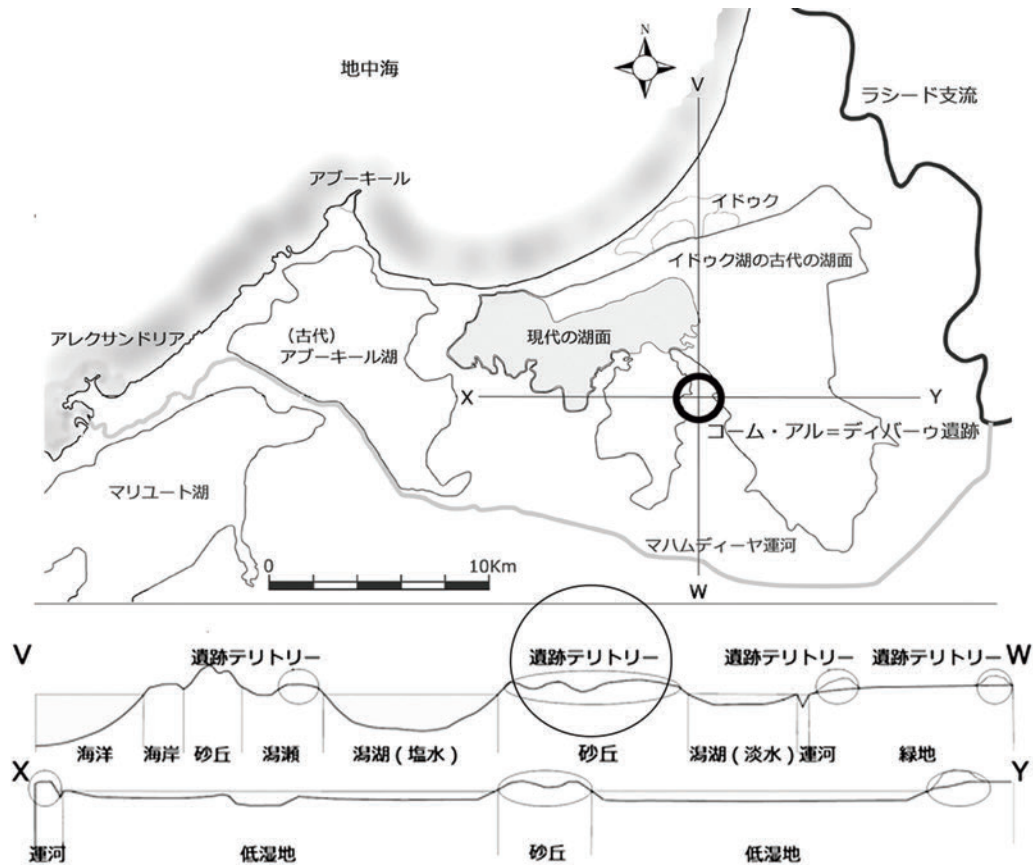 地中海
N
V
ラシード支流
アブーキール
イドゥク
イドゥク湖の古代の湖面
アレクサンドリア
（古代）
アブーキール湖
現代の湖面
X
Y
コーム・アル＝ディバーゥ遺跡
マリユート湖
マハムディーヤ運河
0
10Km
W
V
遺跡テリトリー
遺跡テリトリー
遺跡テリトリー
遺跡テリトリー
W
海洋
海岸
砂丘
潟瀬
潟湖（塩水）
砂丘
潟湖（淡水）
運河
緑地
X
Y
運河
低湿地
砂丘
低湿地